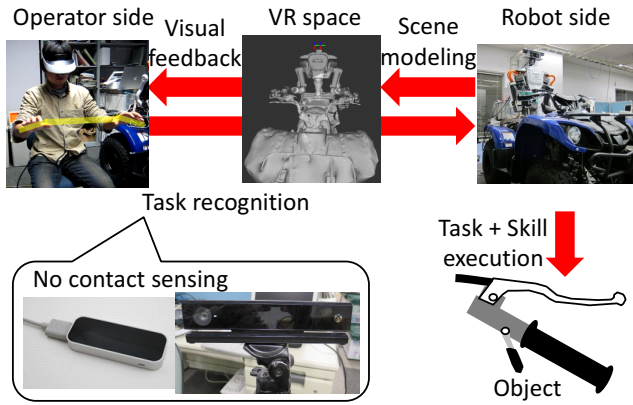 Operator side
Visual
feedback
VR space
Scene
modeling
Robot side
Task recognition
Task + Skill
execution
No contact sensing
Object